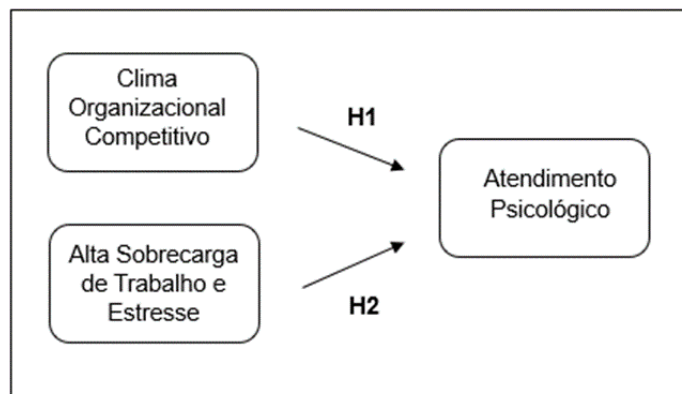 Clima
Organizacional
Competitivo
H1
Atendimento
Psicológico
Alta Sobrecarga
de Trabalho e
Estresse
H2